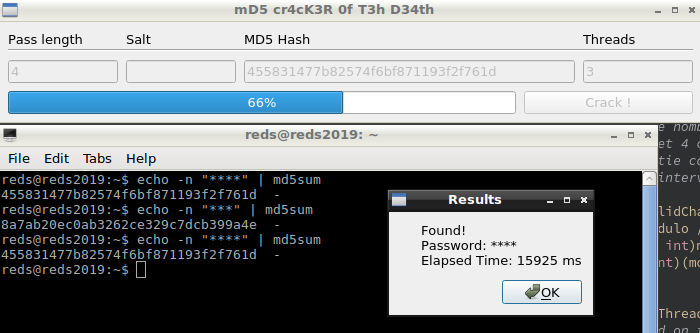 mD5 cr4cK3R 0f T3h D34th
Pass length Salt MD5 Hash Threads
4 455831477b82574f6bf871193f2f761d 3
66% Crack !
reds@reds2019: ~
File Edit Tabs Help
reds@reds2019:~$ echo -n "****" | md5sum
455831477b82574f6bf871193f2f761d -
reds@reds2019:~$ echo -n "***" | md5sum
8a7ab20ec0ab3262ce329c7dcb399a4e -
reds@reds2019:~$ echo -n "****" | md5sum
455831477b82574f6bf871193f2f761d -
reds@reds2019:~$
Results
Found!
Password: ****
Elapsed Time: 15925 ms
OK
et 4 c
tie co
interv
lidCha
dulo /
int)n
nt)(mo
Thread